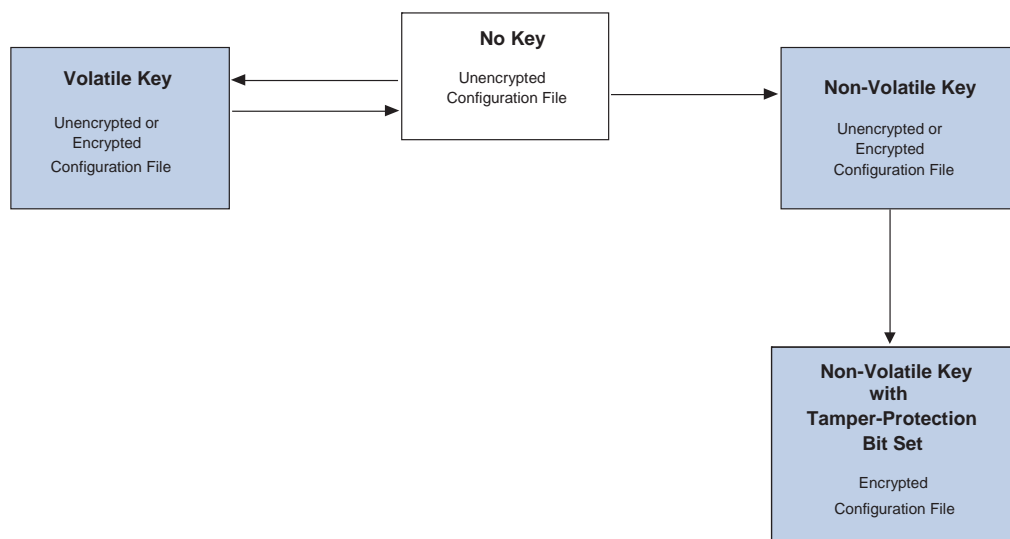 No Key
Unencrypted
Configuration File
Volatile Key
Unencrypted or
Encrypted
Configuration File
Non-Volatile Key
Unencrypted or
Encrypted
Configuration File
Non-Volatile Key
with
Tamper-Protection
Bit Set
Encrypted
Configuration File